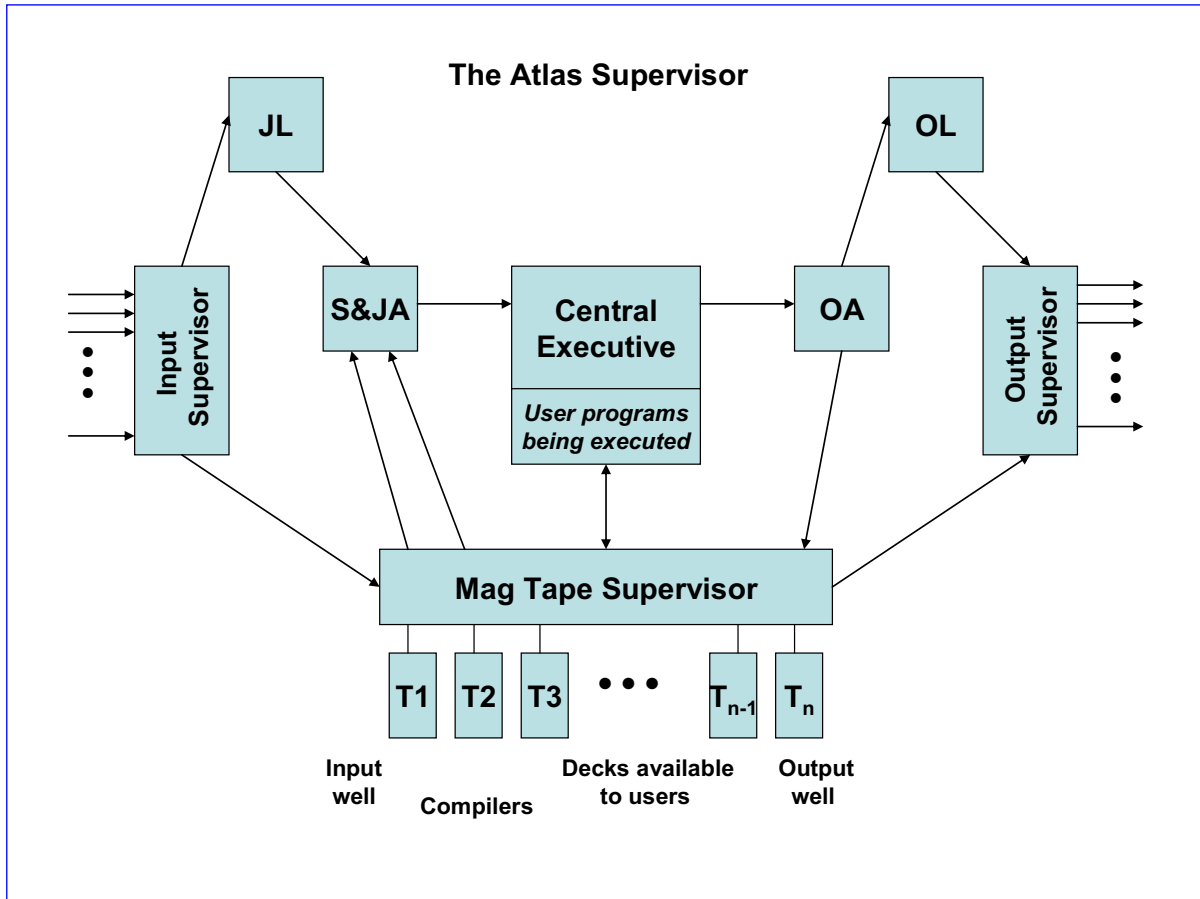 The Atlas Supervisor
JL
OL
Input
Supervisor
S&JA
Central
Executive
User programs
being executed
OA
Output
Supervisor
Mag Tape Supervisor
T1
T2
T3
Tn-1
Tn
Input
well
Compilers
Decks available
to users
Output
well